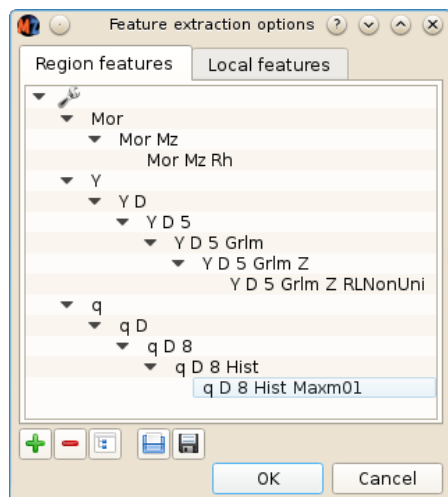 Feature extraction options
Region features
Local features
Mor
Mor Mz
Mor Mz Rh
Y
Y D
Y D 5
Y D 5 Grlm
Y D 5 Grlm Z
Y D 5 Grlm Z RLNonUni
q
q D
q D 8
q D 8 Hist
q D 8 Hist Maxm01
OK
Cancel